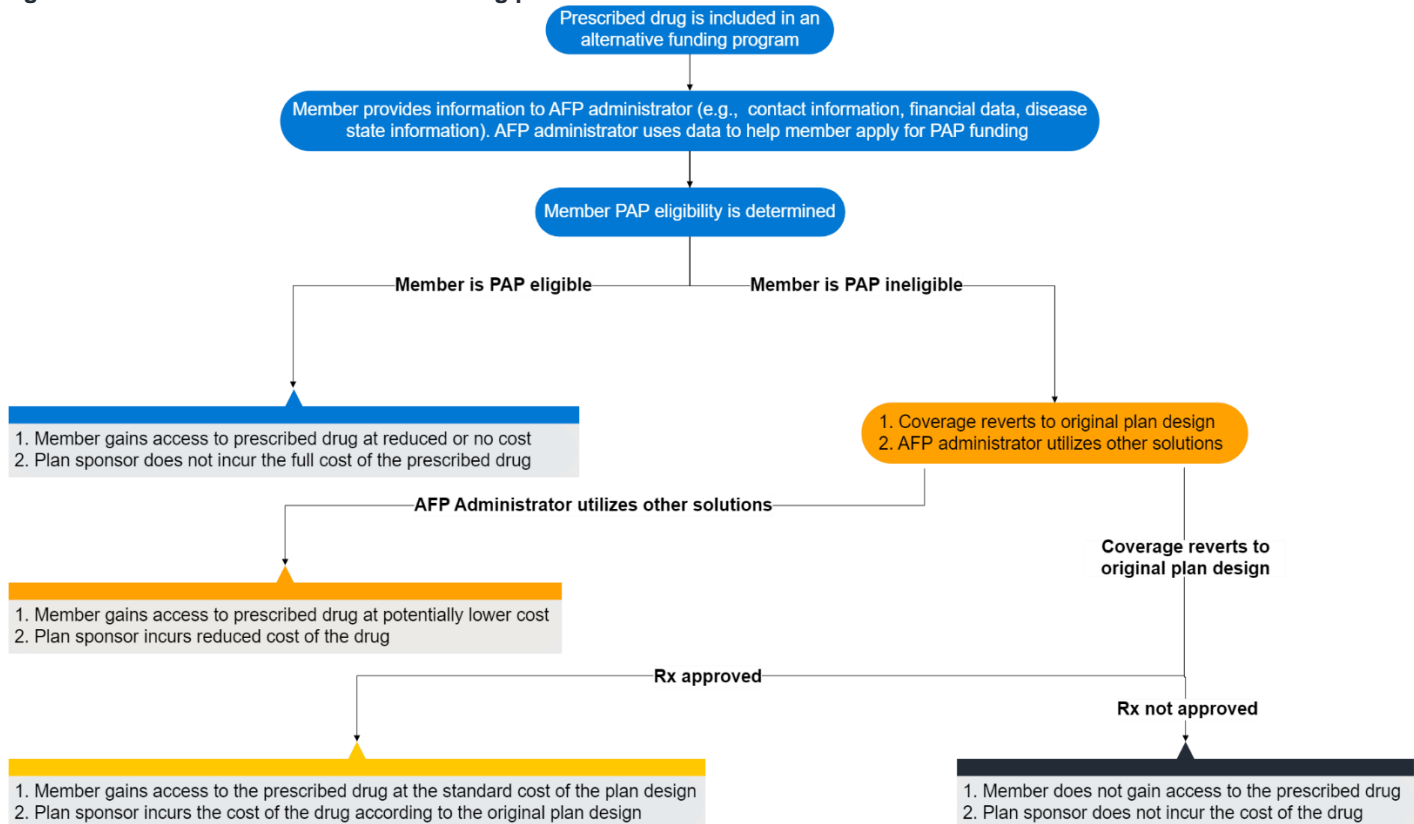 Prescribed drug is included in an
alternative funding program
Member provides information to AFP administrator (e.g., contact information, financial data, disease
state information). AFP administrator uses data to help member apply for PAP funding
Member PAP eligibility is determined
Member is PAP eligible
Member is PAP ineligible
1. Member gains access to prescribed drug at reduced or no cost
2. Plan sponsor does not incur the full cost of the prescribed drug
1. Coverage reverts to original plan design
2. AFP administrator utilizes other solutions
AFP Administrator utilizes other solutions
Coverage reverts to
original plan design
1. Member gains access to prescribed drug at potentially lower cost
2. Plan sponsor incurs reduced cost of the drug
Rx approved
Rx not approved
1. Member gains access to the prescribed drug at the standard cost of the plan design
2. Plan sponsor incurs the cost of the drug according to the original plan design
1. Member does not gain access to the prescribed drug
2. Plan sponsor does not incur the cost of the drug